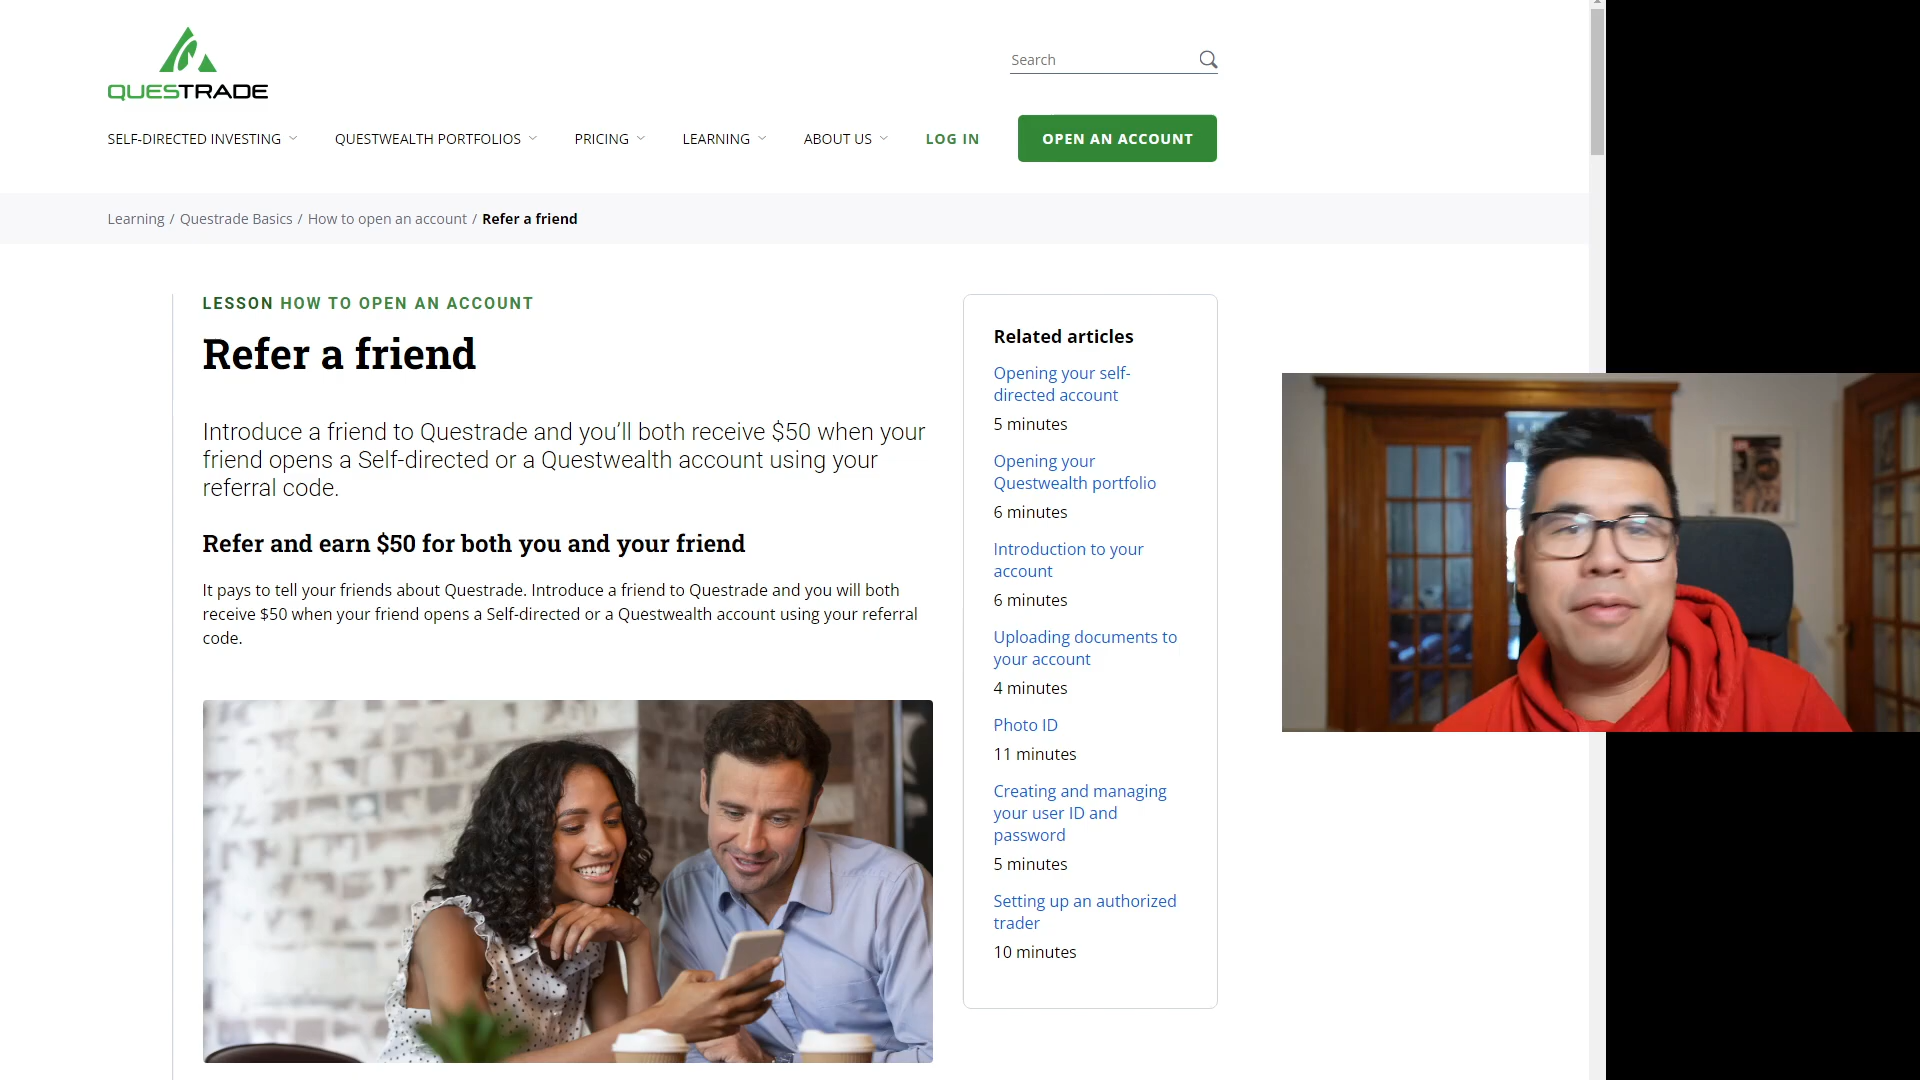 QUESTRADE
Search
SELF-DIRECTED INVESTING
QUESTWEALTH PORTFOLIOS
PRICING
LEARNING
ABOUT US
LOG IN
OPEN AN ACCOUNT
Learning / Questrade Basics / How to open an account / Refer a friend
LESSON HOW TO OPEN AN ACCOUNT
Refer a friend
Introduce a friend to Questrade and you’ll both receive $50 when your
friend opens a Self-directed or a Questwealth account using your
referral code.
Refer and earn $50 for both you and your friend
It pays to tell your friends about Questrade. Introduce a friend to Questrade and you will both
receive $50 when your friend opens a Self-directed or a Questwealth account using your referral
code.
Related articles
Opening your self-
directed account
5 minutes
Opening your
Questwealth portfolio
6 minutes
Introduction to your
account
6 minutes
Uploading documents to
your account
4 minutes
Photo ID
11 minutes
Creating and managing
your user ID and
password
5 minutes
Setting up an authorized
trader
10 minutes